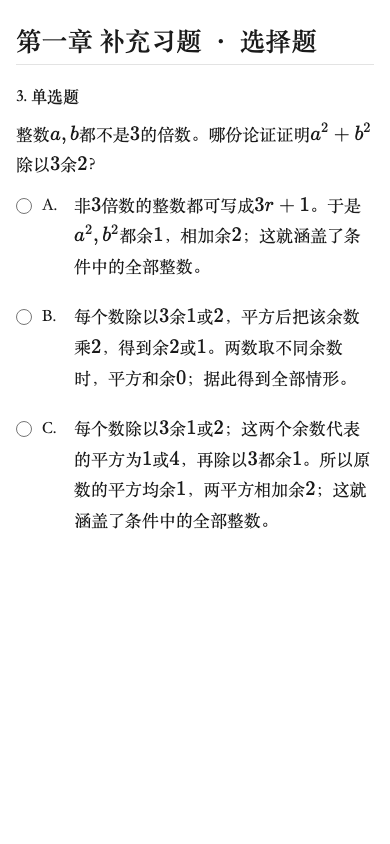 第一章 补充习题 · 选择题
3. 单选题
整数a, b都不是3的倍数。哪份论证证明a² + b²
除以3余2?
A. 非3倍数的整数都可写成3r + 1。于是
a², b²都余1，相加余2；这就涵盖了条
件中的全部整数。
B. 每个数除以3余1或2，平方后把该余数
乘2，得到余2或1。两数取不同余数
时，平方和余0；据此得到全部情形。
C. 每个数除以3余1或2；这两个余数代表
的平方为1或4，再除以3都余1。所以原
数的平方均余1，两平方相加余2；这就
涵盖了条件中的全部整数。